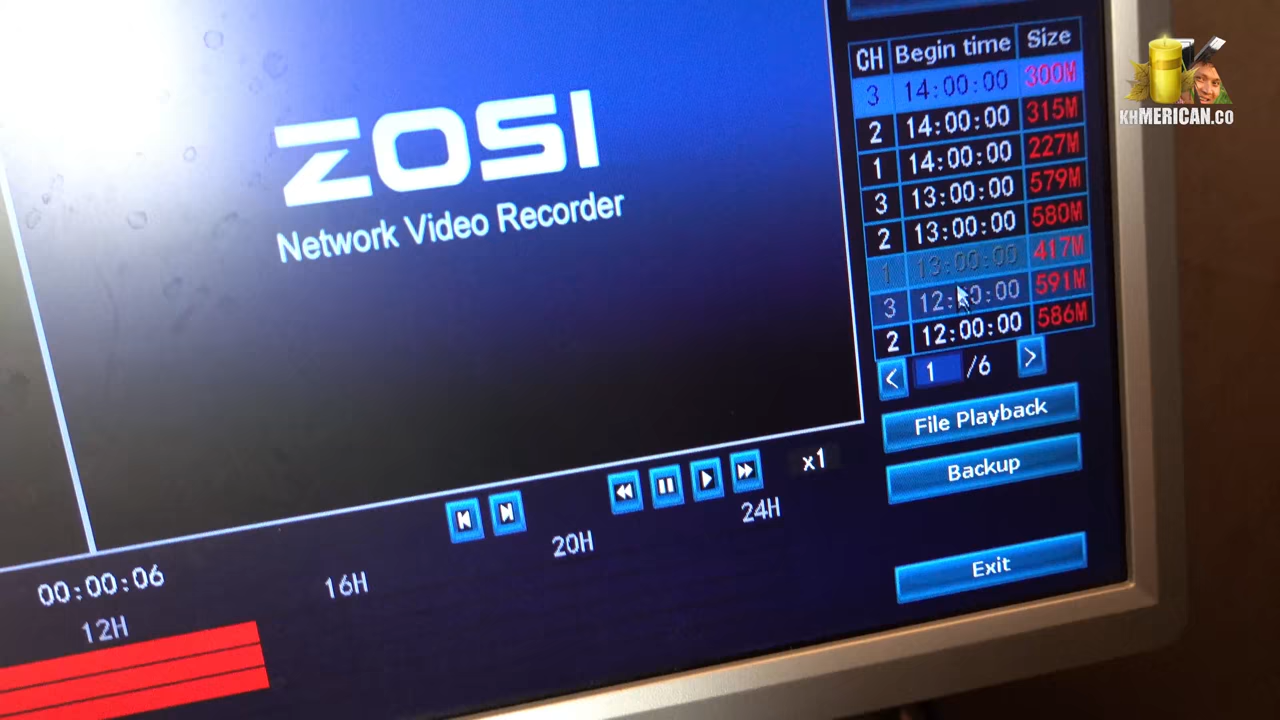 CH Begin time Size
3 14:00:00 300M
2 14:00:00 315M
1 14:00:00 227M
3 13:00:00 579M
2 13:00:00 580M
1 13:00:00 417M
3 12:00:00 591M
2 12:00:00 586M
< 1 /6 >
File Playback
Backup
Exit
ZOSI
Network Video Recorder
x1
00:00:06
12H 16H 20H 24H
KHMERICAN.CO